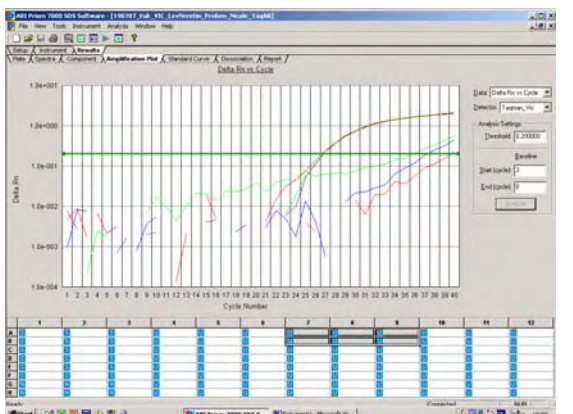 ABI Prism 7000 SDS Software - [
File View Tools Instrument Analysis Window Help
Setup Instrument Results
Plate Spectra Component Amplification Plot Standard Curve Dissociation Report
Delta Rn vs Cycle
Data: Delta Rn vs Cycle
Detector: Taqman_Vic
Analysis Settings
Threshold: 0.200000
Baseline
Start (cycle): 3
End (cycle): 8
1.0e+001
1.0e+000
1.0e-001
1.0e-002
1.0e-003
1.0e-004
Delta Rn
1 2 3 4 5 6 7 8 9 10 11 12 13 14 15 16 17 18 19 20 21 22 23 24 25 26 27 28 29 30 31 32 33 34 35 36 37 38 39 40
Cycle Number
1 2 3 4 5 6 7 8 9 10 11 12
A
B
C
D
E
F
G
H
Ready
Connected
NUM